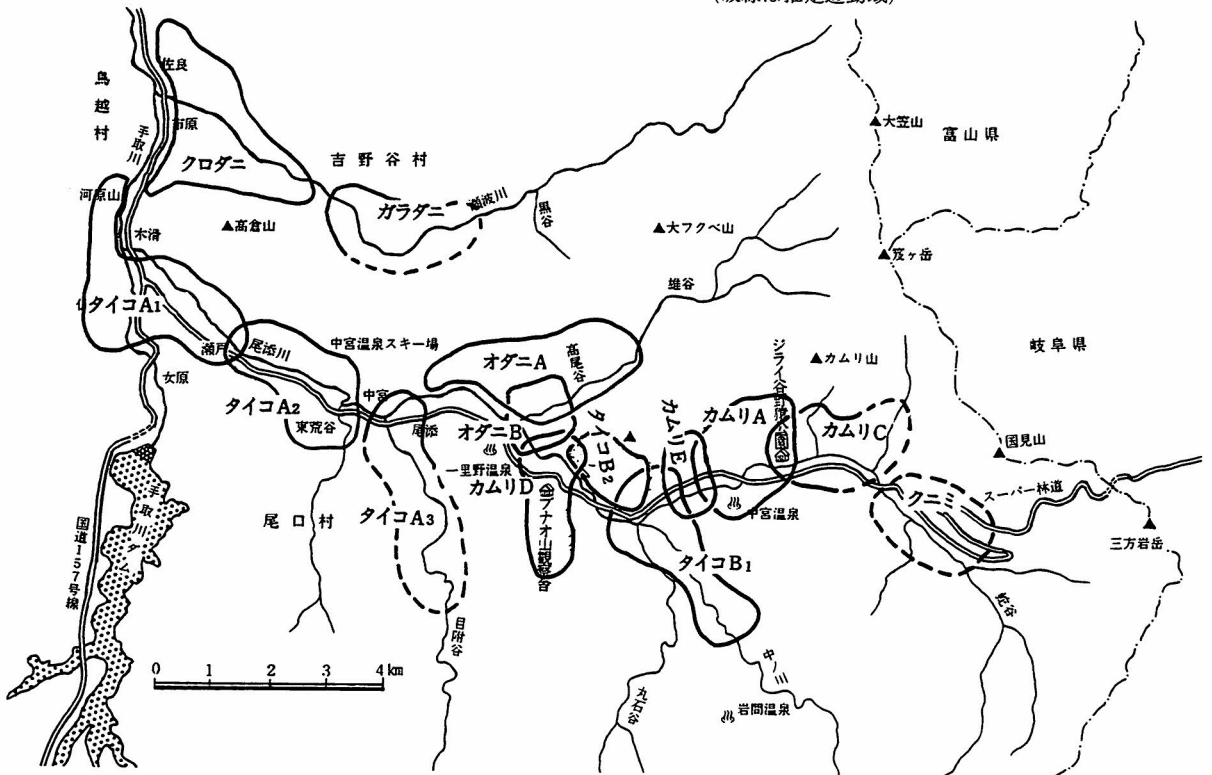 (破線は推定遊動域)
佐良
鳥越村
手取川
市原
クロダニ
吉野谷村
大笠山
富山県
河原山
ガラダニ
瀬波川
黒谷
木滑
高倉山
大フクベ山
笈ヶ岳
タイコA1
雄谷
瀬戸
尾添川
中宮温泉スキー場
オダニA
高尾谷
ジライ谷野猿公園
カムリ山
岐阜県
女原
タイコA2
中宮
東荒谷
尾添
オダニB
タイコB2
カムリE
カムリA
カムリC
国見山
一里野温泉
カムリD
タイコA3
ブナオ山観察舎
中宮温泉
クニミ
スーパー林道
尾口村
タイコB1
三方岩岳
手取川ダム
国道157号線
目附谷
蛇谷
0 1 2 3 4km
中ノ川
丸石谷
岩間温泉